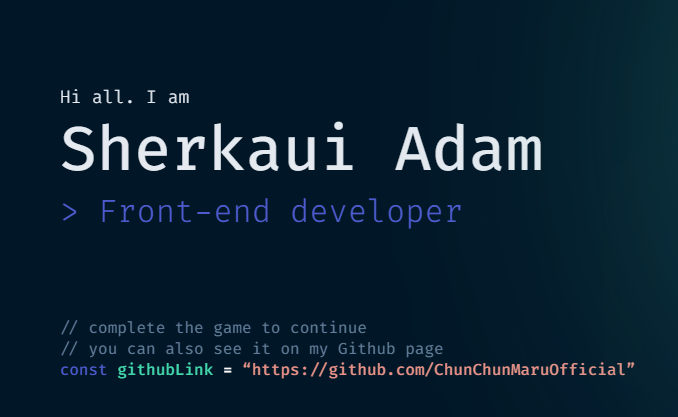 Hi all. I am
Sherkaui Adam
> Front-end developer
// complete the game to continue
// you can also see it on my Github page
const githubLink = “https://github.com/ChunChunMaruOfficial”